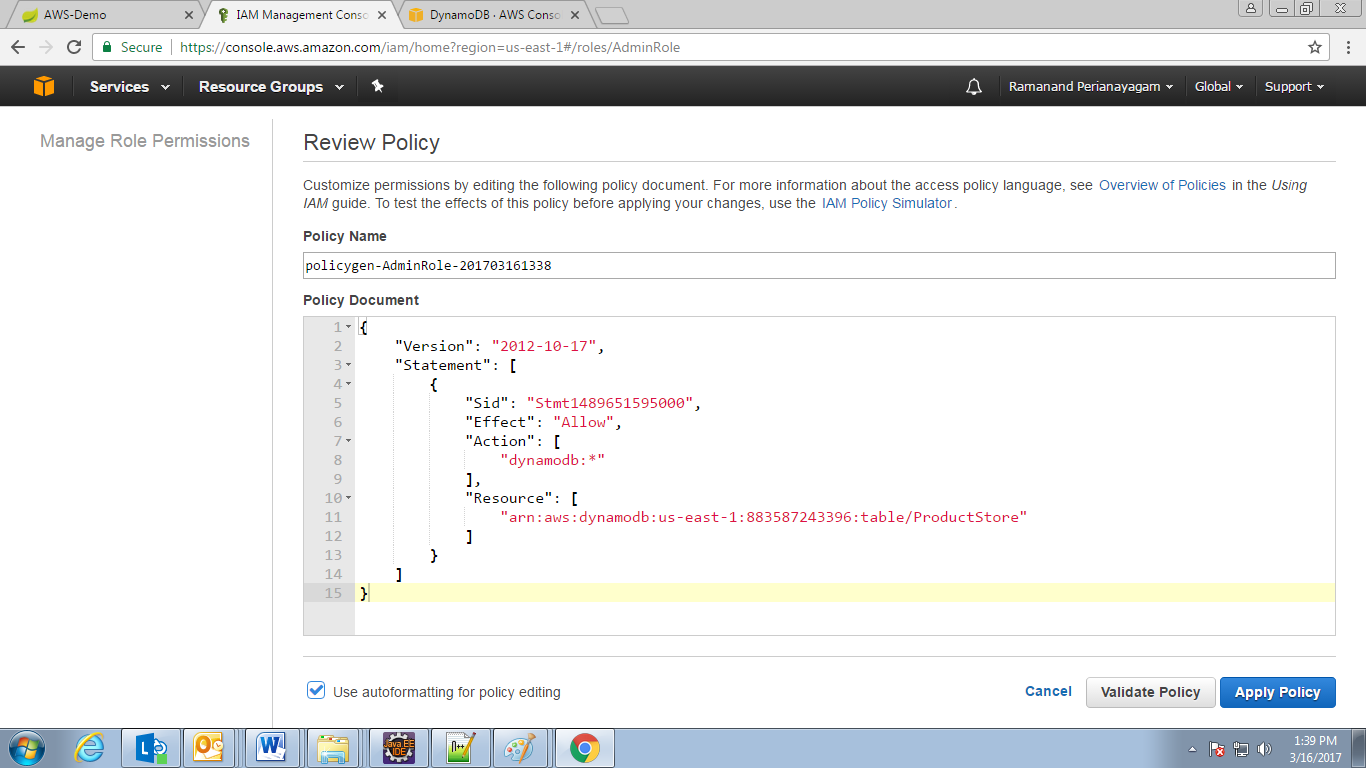 AWS-Demo
IAM Management Conso
DynamoDB · AWS Conso
Secure
https://console.aws.amazon.com/iam/home?region=us-east-1#/roles/AdminRole
Services
Resource Groups
Ramanand Perianayagam
Global
Support
Manage Role Permissions
Review Policy
Customize permissions by editing the following policy document. For more information about the access policy language, see Overview of Policies in the Using
IAM guide. To test the effects of this policy before applying your changes, use the IAM Policy Simulator.
Policy Name
policygen-AdminRole-201703161338
Policy Document
1 {
2 "Version": "2012-10-17",
3 "Statement": [
4 {
5 "Sid": "Stmt1489651595000",
6 "Effect": "Allow",
7 "Action": [
8 "dynamodb:*"
9 ],
10 "Resource": [
11 "arn:aws:dynamodb:us-east-1:883587243396:table/ProductStore"
12 ]
13 }
14 ]
15 }
Use autoformatting for policy editing
Cancel
Validate Policy
Apply Policy
Java EE
IDE
1:39 PM
3/16/2017